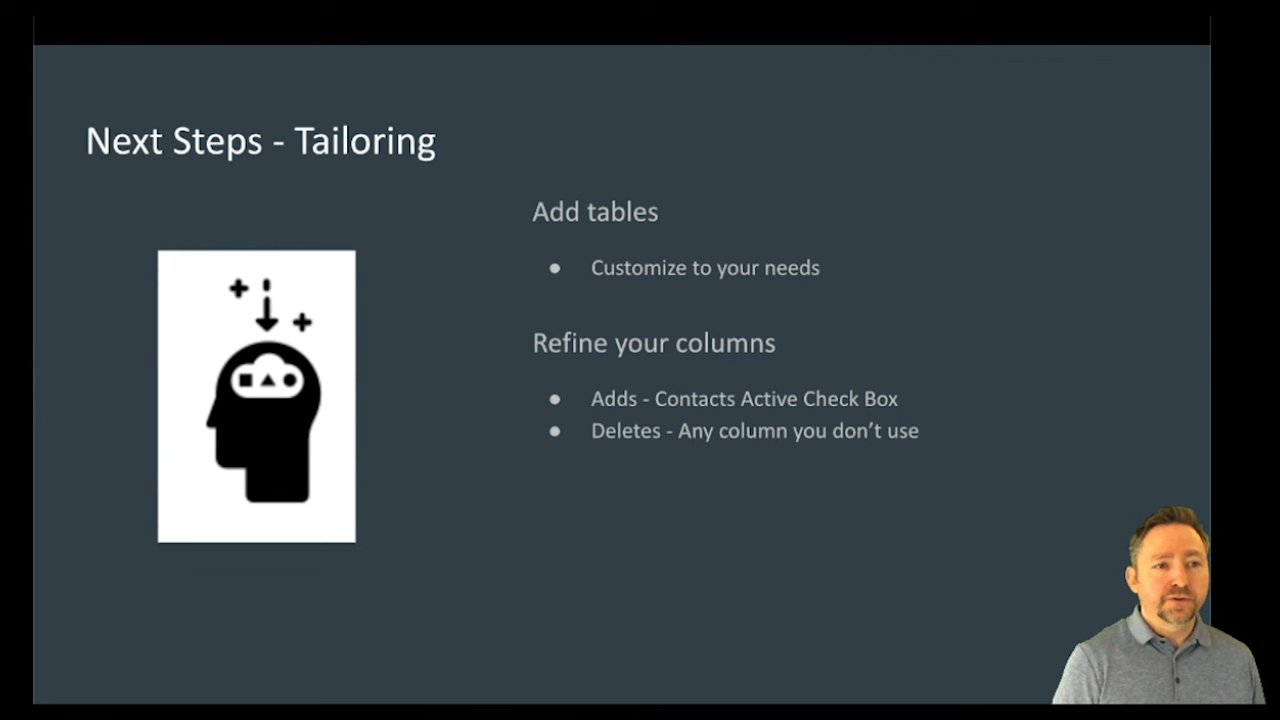 Next Steps - Tailoring
Add tables
● Customize to your needs
Refine your columns
● Adds - Contacts Active Check Box
● Deletes - Any column you don’t use